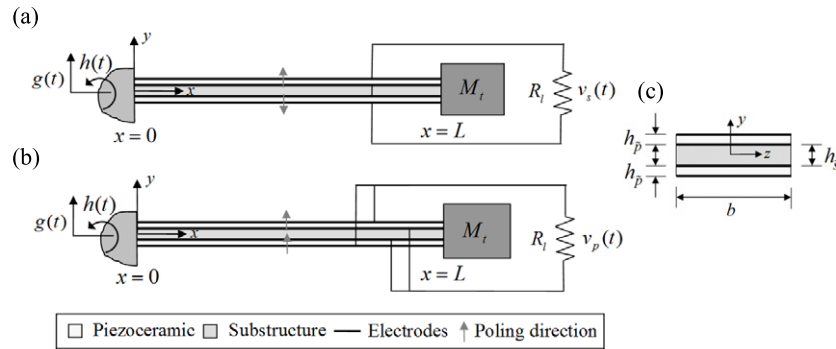 (a)
y
h(t)
g(t)
x
M_t
R_l
v_s(t)
x = 0
x = L
(b)
y
h(t)
g(t)
x
M_t
R_l
v_p(t)
x = 0
x = L
(c)
y
h_p̃
z
h_s̃
h_p̃
b
Piezoceramic Substructure Electrodes Poling direction